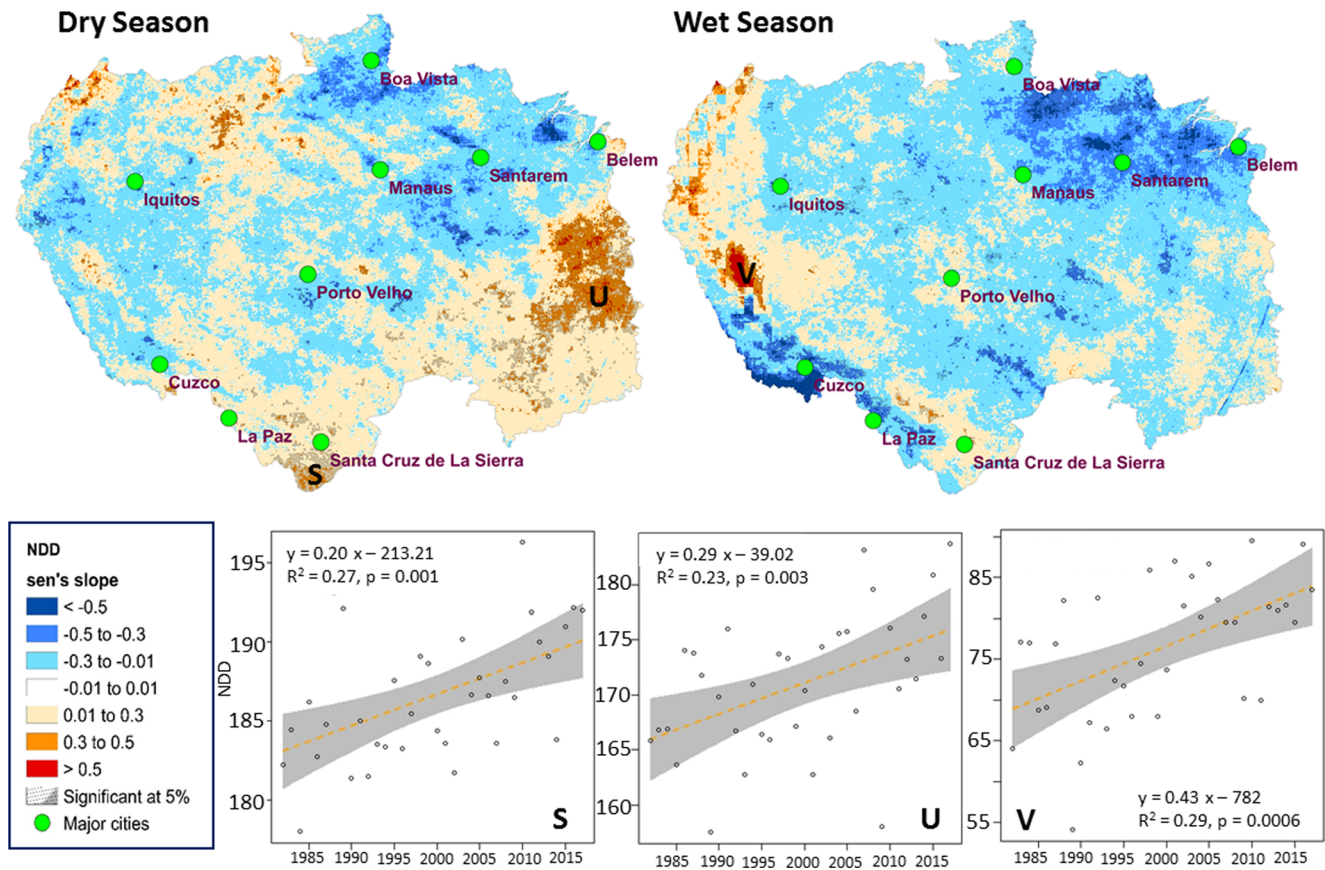 Dry Season
Wet Season
Boa Vista
Belem
Santarem
Manaus
Iquitos
Porto Velho
U
Cuzco
La Paz
Santa Cruz de La Sierra
S
Boa Vista
Belem
Santarem
Manaus
Iquitos
V
Porto Velho
Cuzco
La Paz
Santa Cruz de La Sierra
NDD
sen's slope
< -0.5
-0.5 to -0.3
-0.3 to -0.01
-0.01 to 0.01
0.01 to 0.3
0.3 to 0.5
> 0.5
Significant at 5%
Major cities
y = 0.20 x – 213.21
R² = 0.27, p = 0.001
NDD
195
190
185
180
S
1985 1990 1995 2000 2005 2010 2015
y = 0.29 x – 39.02
R² = 0.23, p = 0.003
180
175
170
165
160
U
1985 1990 1995 2000 2005 2010 2015
85
75
65
55
y = 0.43 x – 782
R² = 0.29, p = 0.0006
V
1985 1990 1995 2000 2005 2010 2015